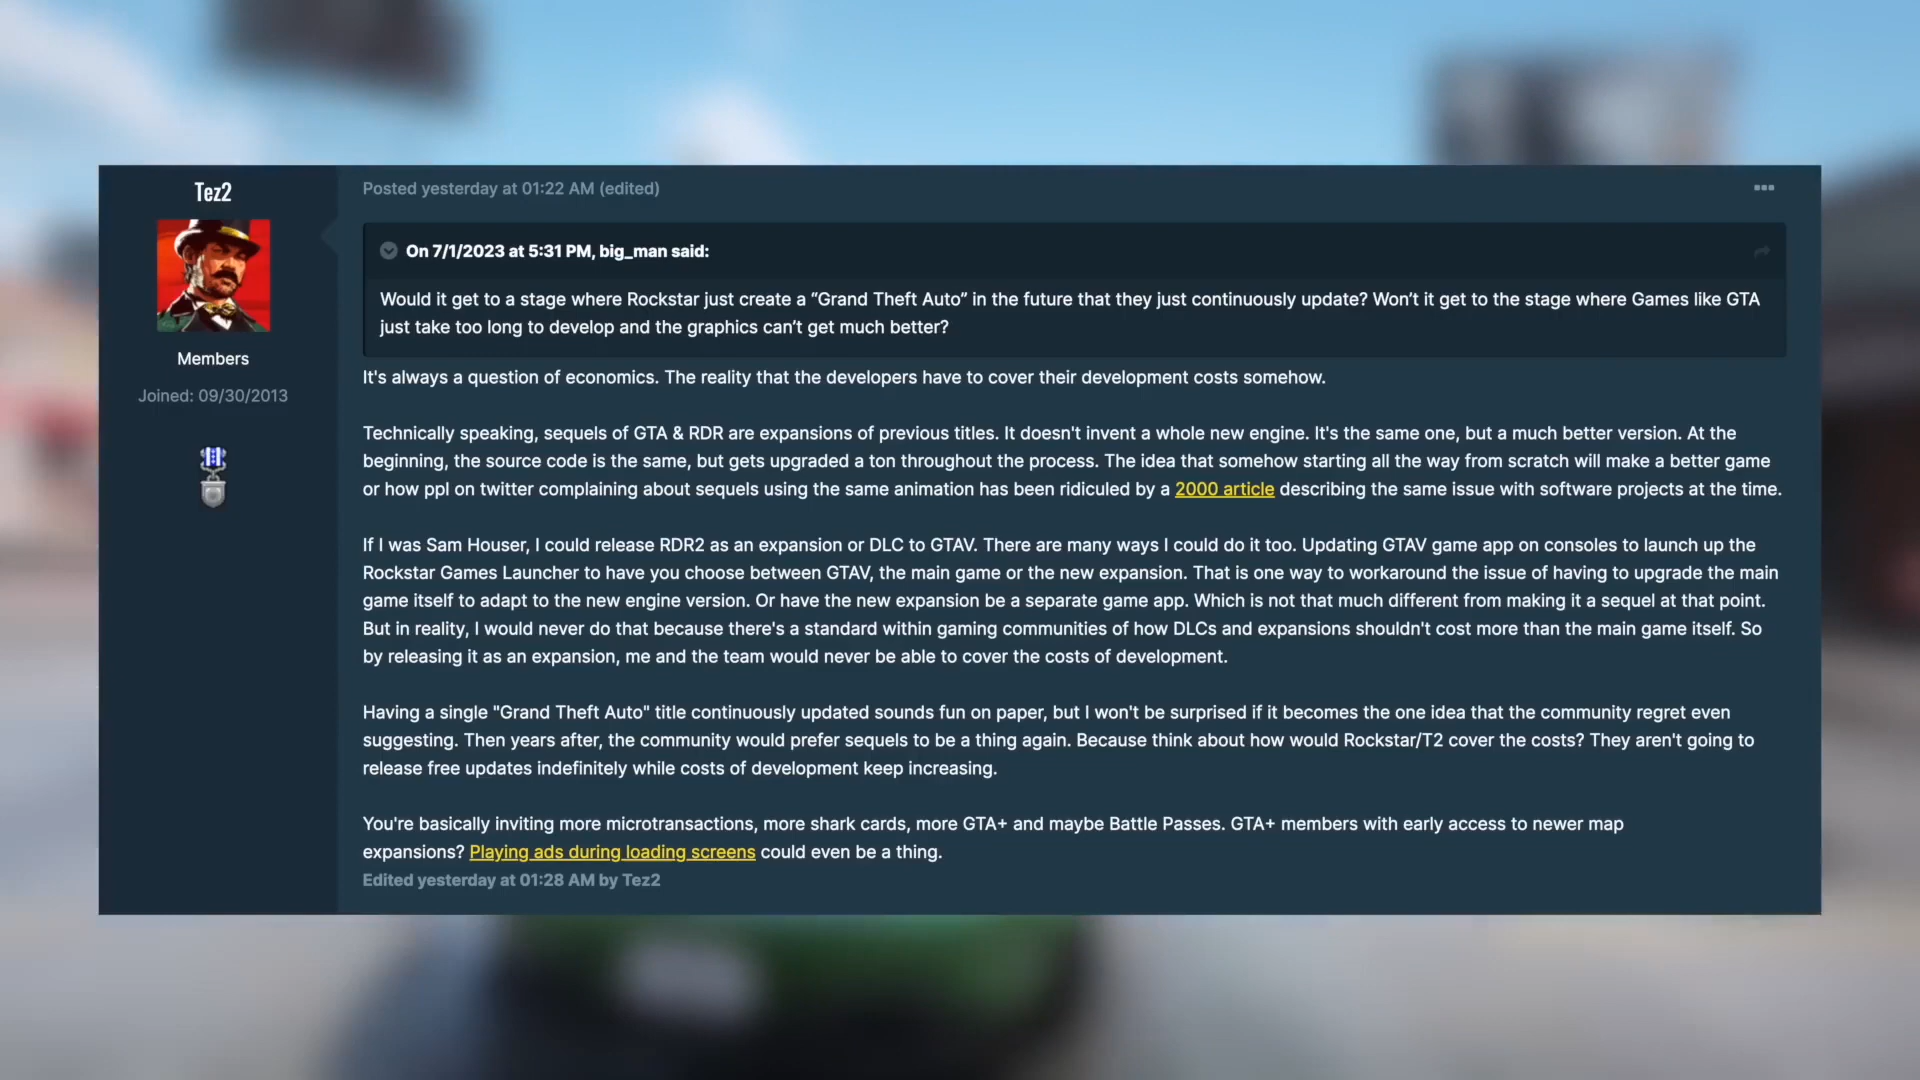 Tez2
Members
Joined: 09/30/2013
Posted yesterday at 01:22 AM (edited)
On 7/1/2023 at 5:31 PM, big_man said:
Would it get to a stage where Rockstar just create a “Grand Theft Auto” in the future that they just continuously update? Won’t it get to the stage where Games like GTA
just take too long to develop and the graphics can’t get much better?
It's always a question of economics. The reality that the developers have to cover their development costs somehow.
Technically speaking, sequels of GTA & RDR are expansions of previous titles. It doesn't invent a whole new engine. It's the same one, but a much better version. At the
beginning, the source code is the same, but gets upgraded a ton throughout the process. The idea that somehow starting all the way from scratch will make a better game
or how ppl on twitter complaining about sequels using the same animation has been ridiculed by a 2000 article describing the same issue with software projects at the time.
If I was Sam Houser, I could release RDR2 as an expansion or DLC to GTAV. There are many ways I could do it too. Updating GTAV game app on consoles to launch up the
Rockstar Games Launcher to have you choose between GTAV, the main game or the new expansion. That is one way to workaround the issue of having to upgrade the main
game itself to adapt to the new engine version. Or have the new expansion be a separate game app. Which is not that much different from making it a sequel at that point.
But in reality, I would never do that because there's a standard within gaming communities of how DLCs and expansions shouldn't cost more than the main game itself. So
by releasing it as an expansion, me and the team would never be able to cover the costs of development.
Having a single "Grand Theft Auto" title continuously updated sounds fun on paper, but I won't be surprised if it becomes the one idea that the community regret even
suggesting. Then years after, the community would prefer sequels to be a thing again. Because think about how would Rockstar/T2 cover the costs? They aren't going to
release free updates indefinitely while costs of development keep increasing.
You're basically inviting more microtransactions, more shark cards, more GTA+ and maybe Battle Passes. GTA+ members with early access to newer map
expansions? Playing ads during loading screens could even be a thing.
Edited yesterday at 01:28 AM by Tez2